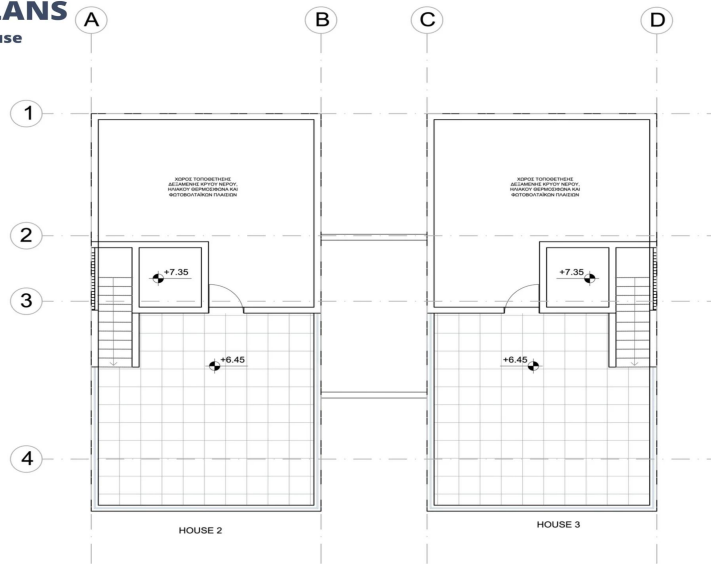 LANS
use
A
B
C
D
1
2
3
4
ΧΩΡΟΣ ΤΟΠΟΘΕΤΗΣΗΣ
ΔΕΞΑΜΕΝΗΣ ΚΡΥΟΥ ΝΕΡΟΥ,
ΗΛΙΑΚΟΥ ΘΕΡΜΟΣΙΦΩΝΑ ΚΑΙ
ΦΩΤΟΒΟΛΤΑΪΚΩΝ ΠΛΑΙΣΙΩΝ
+7.35
+6.45
HOUSE 2
ΧΩΡΟΣ ΤΟΠΟΘΕΤΗΣΗΣ
ΔΕΞΑΜΕΝΗΣ ΚΡΥΟΥ ΝΕΡΟΥ,
ΗΛΙΑΚΟΥ ΘΕΡΜΟΣΙΦΩΝΑ ΚΑΙ
ΦΩΤΟΒΟΛΤΑΪΚΩΝ ΠΛΑΙΣΙΩΝ
+7.35
+6.45
HOUSE 3